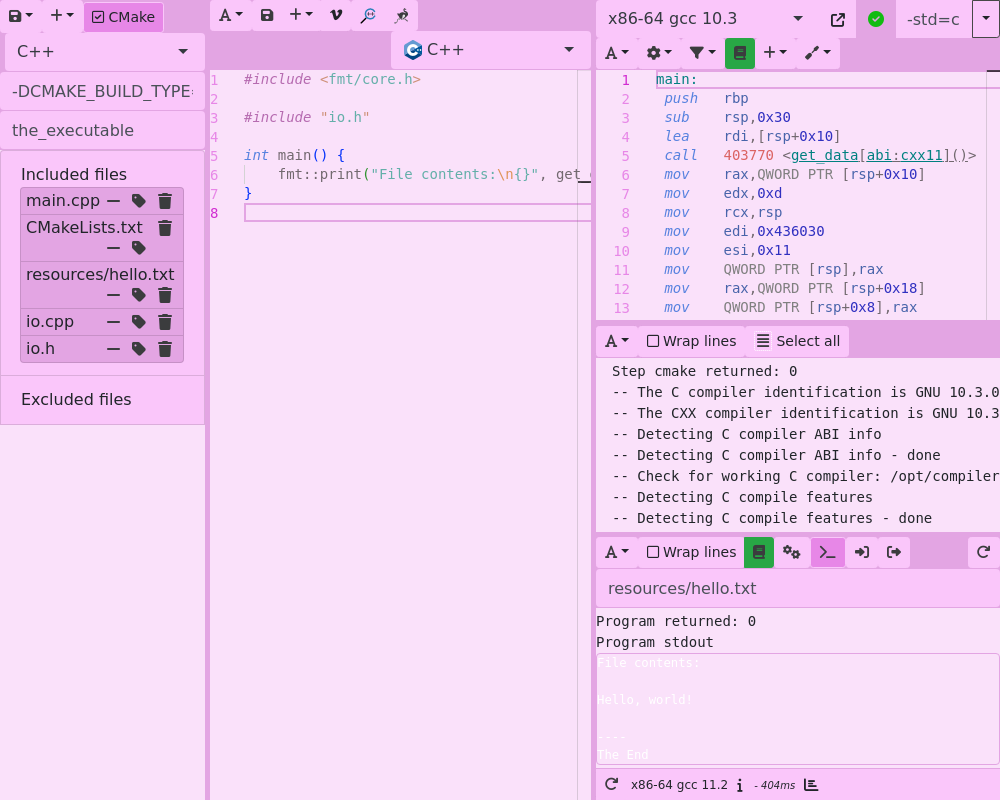 CMake
C++
-DCMAKE_BUILD_TYPE=
the_executable
Included files
main.cpp
CMakeLists.txt
resources/hello.txt
io.cpp
io.h
Excluded files
A
C++
1 #include <fmt/core.h>
2
3 #include "io.h"
4
5 int main() {
6 fmt::print("File contents:\n{}", get_
7 }
8
x86-64 gcc 10.3
-std=c
A
1 main:
2 push rbp
3 sub rsp,0x30
4 lea rdi,[rsp+0x10]
5 call 403770 <get_data[abi:cxx11]()>
6 mov rax,QWORD PTR [rsp+0x10]
7 mov edx,0xd
8 mov rcx,rsp
9 mov edi,0x436030
10 mov esi,0x11
11 mov QWORD PTR [rsp],rax
12 mov rax,QWORD PTR [rsp+0x18]
13 mov QWORD PTR [rsp+0x8],rax
A Wrap lines Select all
Step cmake returned: 0
-- The C compiler identification is GNU 10.3.0
-- The CXX compiler identification is GNU 10.3
-- Detecting C compiler ABI info
-- Detecting C compiler ABI info - done
-- Check for working C compiler: /opt/compiler
-- Detecting C compile features
-- Detecting C compile features - done
A Wrap lines
resources/hello.txt
Program returned: 0
Program stdout
File contents:
Hello, world!
----
The End
x86-64 gcc 11.2 i - 404ms